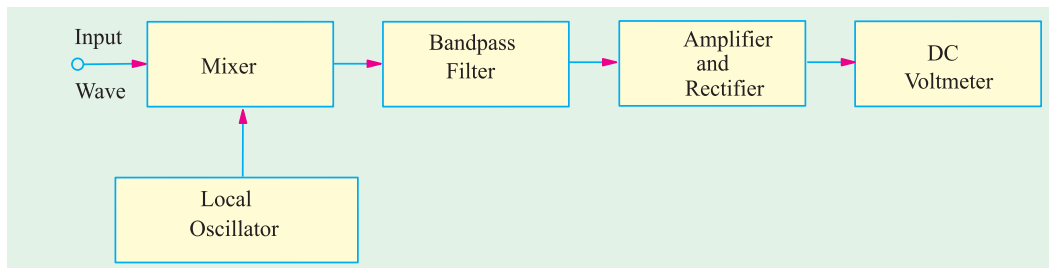 Input
Wave
Mixer
Bandpass
Filter
Amplifier
and
Rectifier
DC
Voltmeter
Local
Oscillator